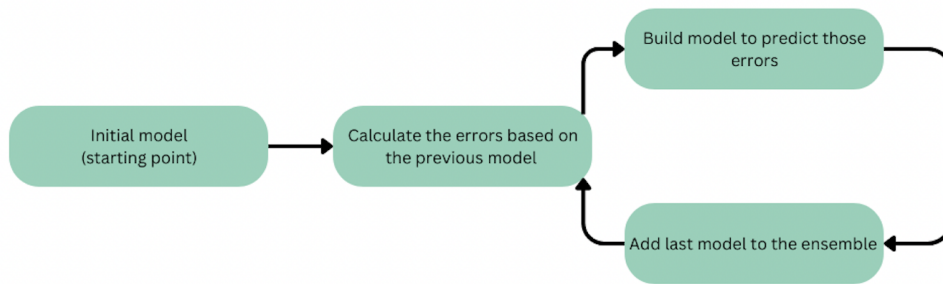 Initial model
(starting point)
Calculate the errors based on
the previous model
Build model to predict those
errors
Add last model to the ensemble